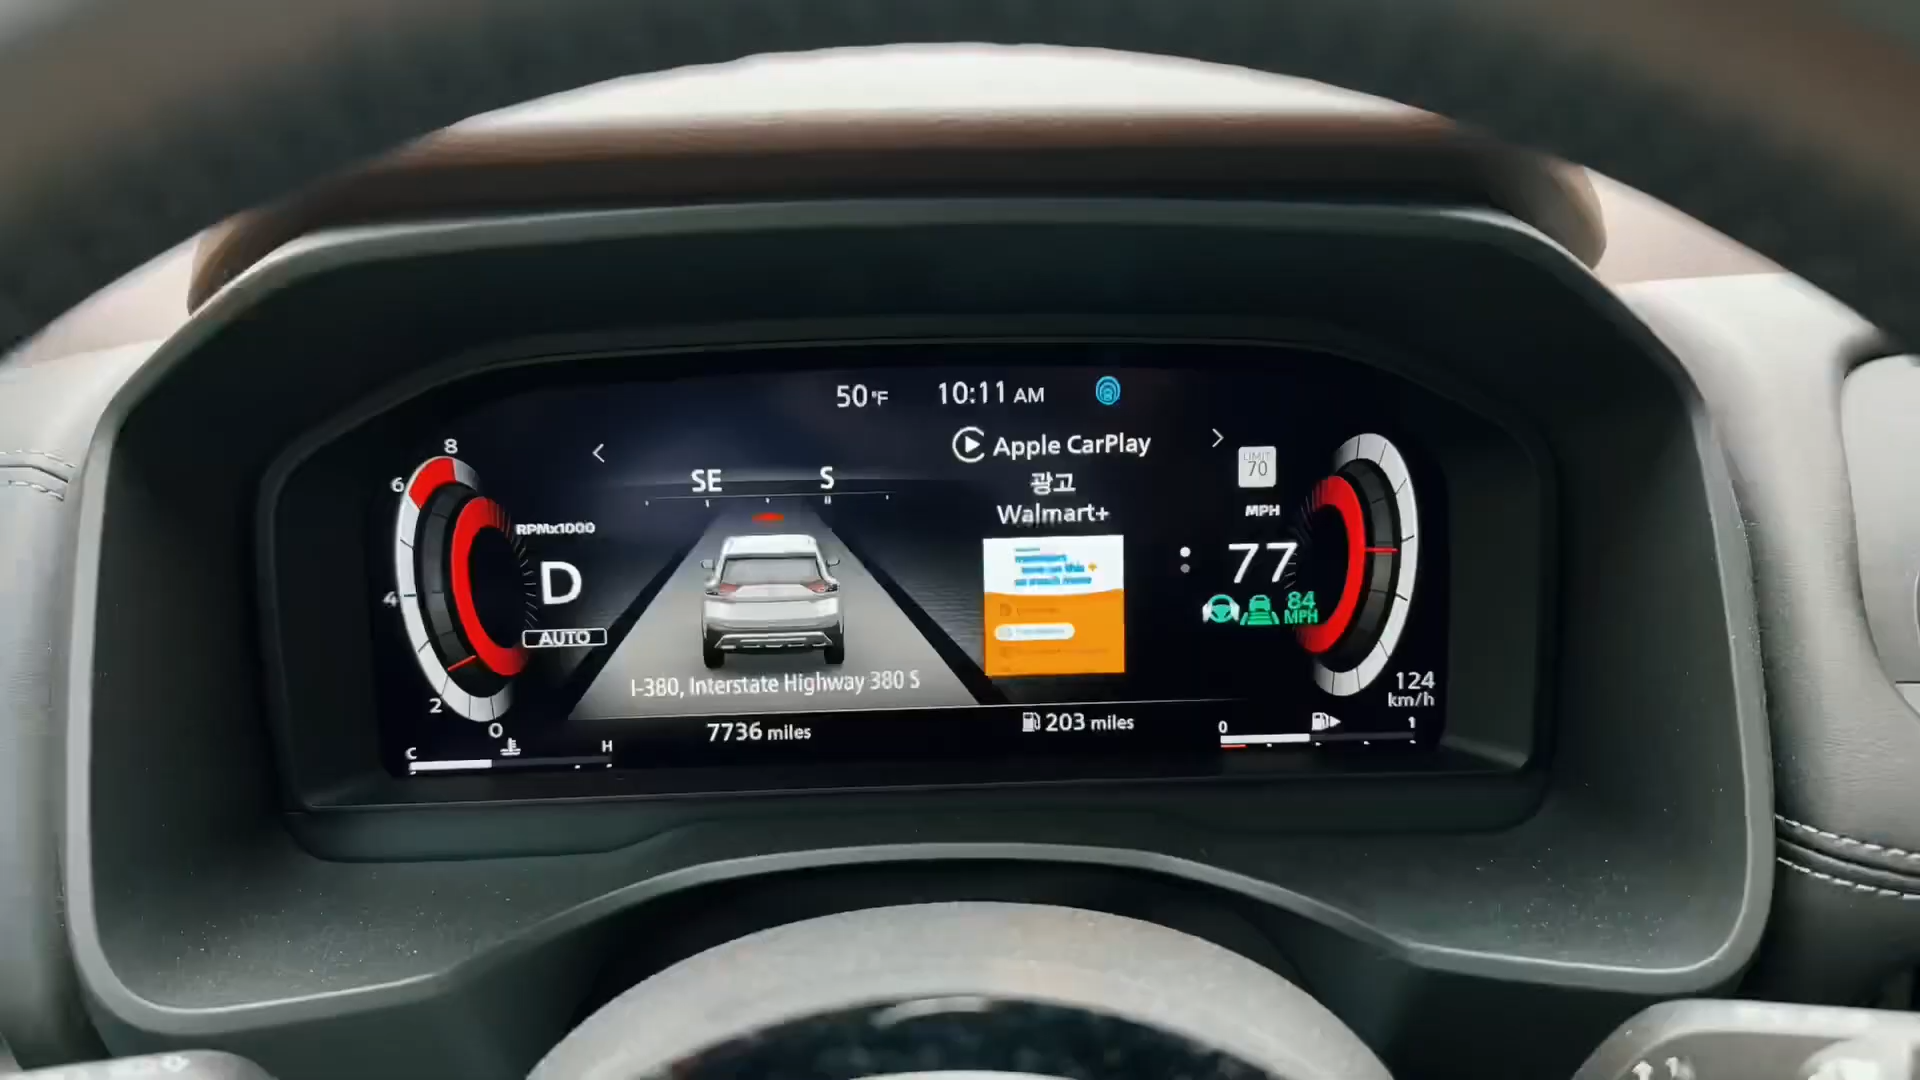 50°F 10:11 AM
Apple CarPlay
광고
Walmart+
SE S
LIMIT
70
MPH
77
84
MPH
8
6
4
2
0
RPMx1000
D
AUTO
I-380, Interstate Highway 380 S
124
km/h
7736 miles
203 miles
C H
0 1